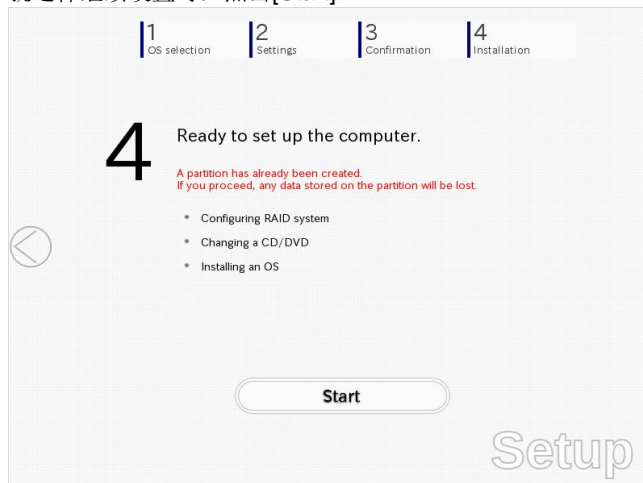 [Start]
1
OS selection
2
Settings
3
Confirmation
4
Installation
4
Ready to set up the computer.
A partition has already been created.
If you proceed, any data stored on the partition will be lost.
• Configuring RAID system
• Changing a CD/DVD
• Installing an OS
Start
Setup